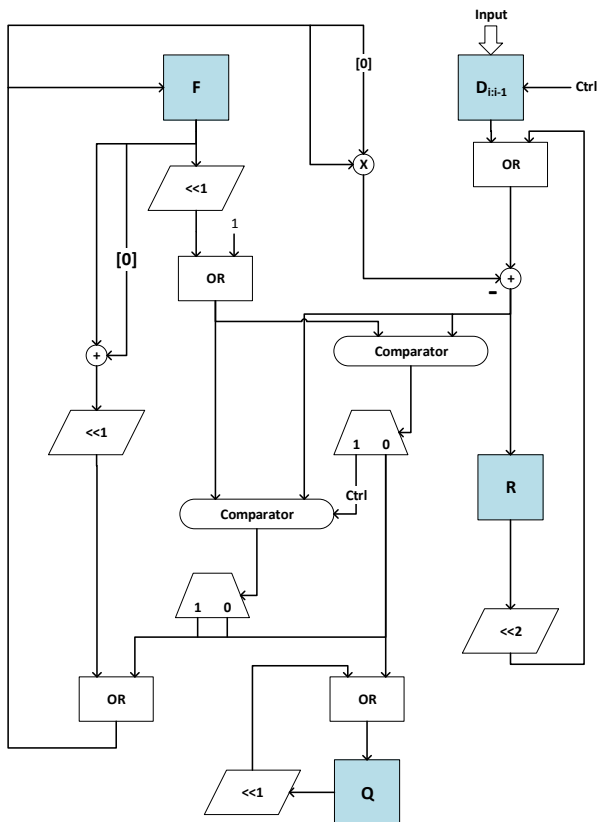 Input
[0]
F
D i:i-1
Ctrl
OR
X
<<1
1
[0]
OR
+
-
Comparator
+
<<1
1 0
Ctrl
R
Comparator
1 0
<<2
OR
OR
<<1
Q